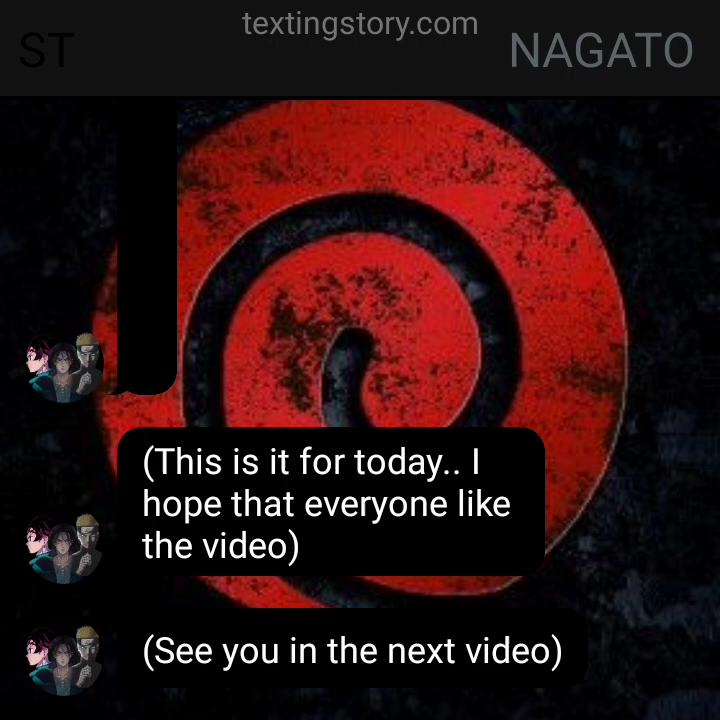 textingstory.com
ST
NAGATO
(This is it for today.. I
hope that everyone like
the video)
(See you in the next video)